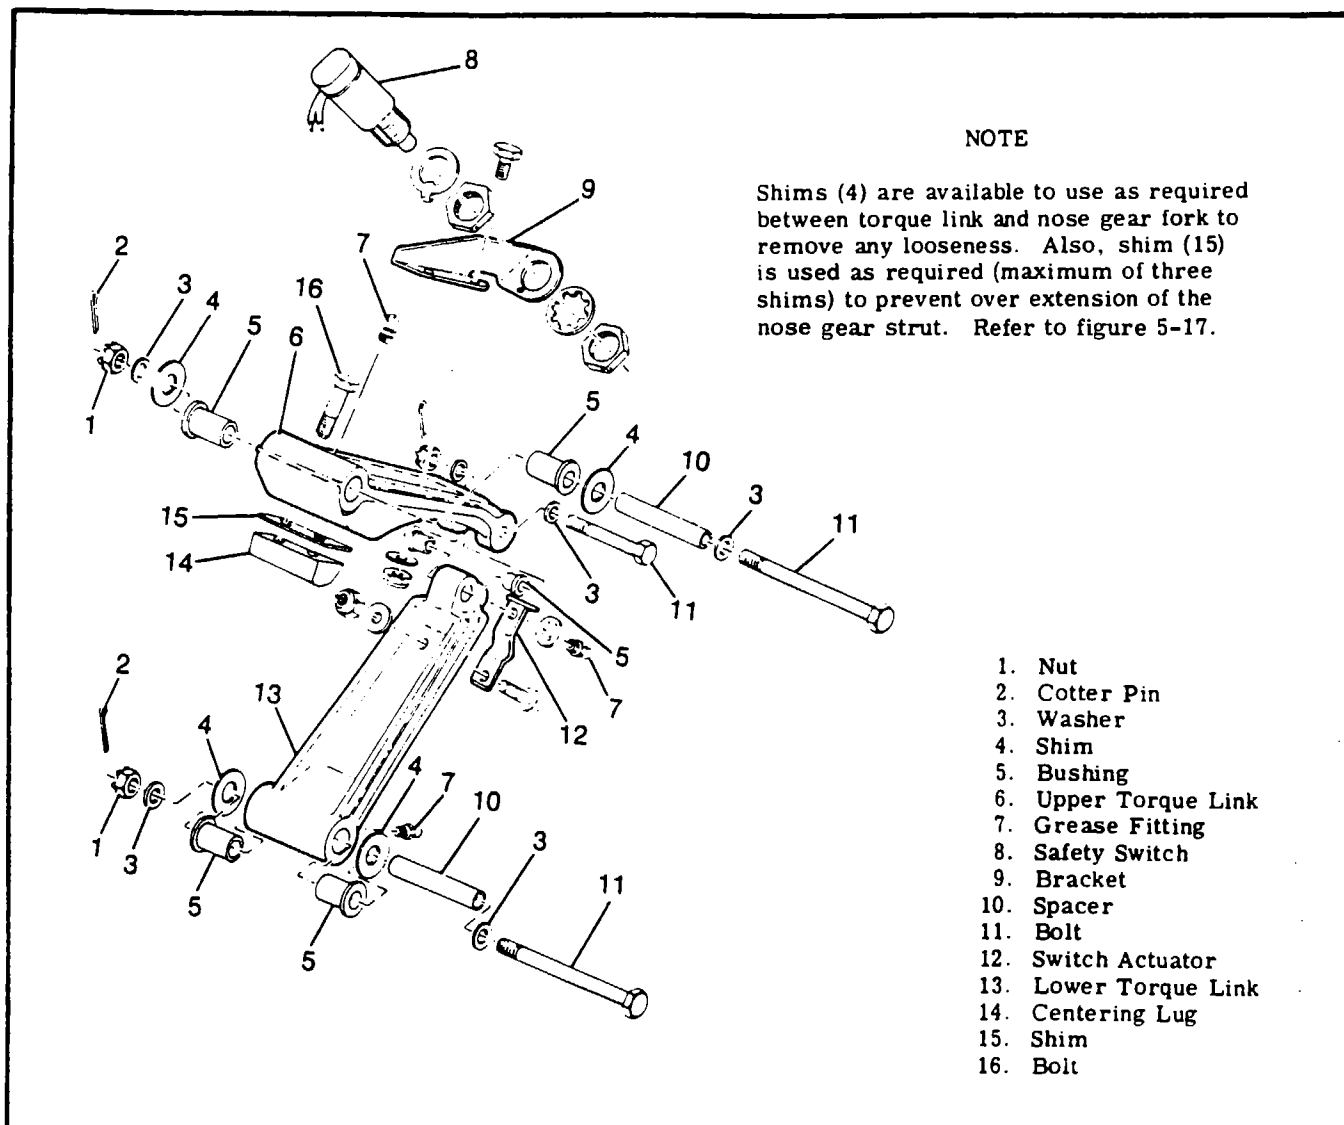 8
NOTE
Shims (4) are available to use as required
between torque link and nose gear fork to
remove any looseness. Also, shim (15)
is used as required (maximum of three
shims) to prevent over extension of the
nose gear strut. Refer to figure 5-17.
9
2
7
3
16
4
5
6
1
5
4
10
3
11
15
14
3
11
5
7
12
2
13
4
4
7
10
3
11
1
3
5
5
11
1. Nut
2. Cotter Pin
3. Washer
4. Shim
5. Bushing
6. Upper Torque Link
7. Grease Fitting
8. Safety Switch
9. Bracket
10. Spacer
11. Bolt
12. Switch Actuator
13. Lower Torque Link
14. Centering Lug
15. Shim
16. Bolt